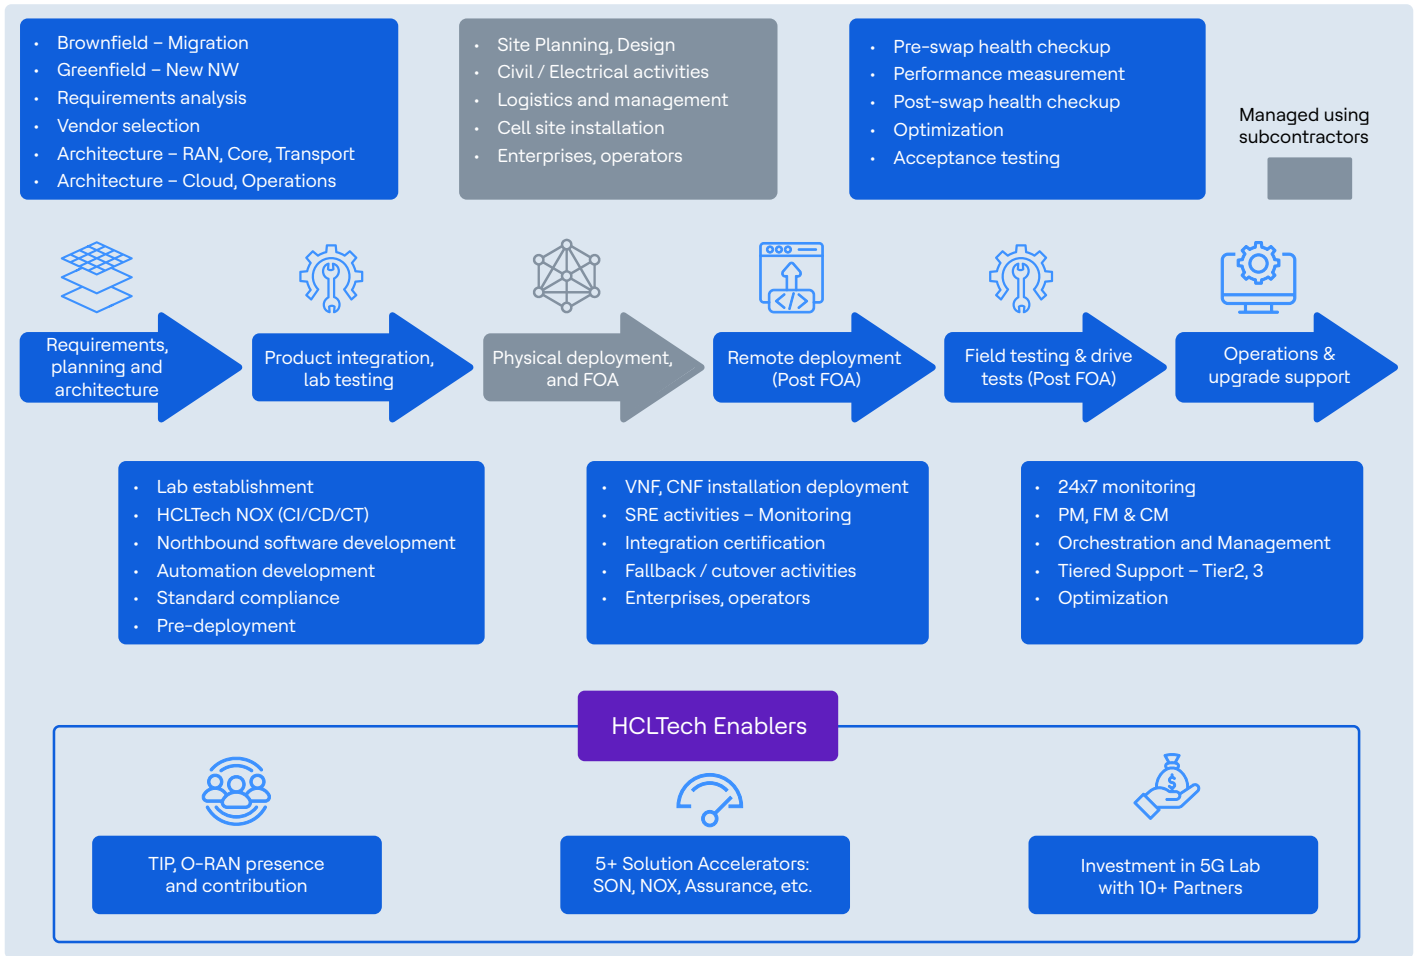 • Brownfield – Migration
• Greenfield – New NW
• Requirements analysis
• Vendor selection
• Architecture – RAN, Core, Transport
• Architecture – Cloud, Operations
• Site Planning, Design
• Civil / Electrical activities
• Logistics and management
• Cell site installation
• Enterprises, operators
• Pre-swap health checkup
• Performance measurement
• Post-swap health checkup
• Optimization
• Acceptance testing
Managed using
subcontractors
Requirements,
planning and
architecture
Product integration,
lab testing
Physical deployment,
and FOA
</>
Remote deployment
(Post FOA)
Field testing & drive
tests (Post FOA)
Operations &
upgrade support
• Lab establishment
• HCLTech NOX (CI/CD/CT)
• Northbound software development
• Automation development
• Standard compliance
• Pre-deployment
• VNF, CNF installation deployment
• SRE activities – Monitoring
• Integration certification
• Fallback / cutover activities
• Enterprises, operators
• 24x7 monitoring
• PM, FM & CM
• Orchestration and Management
• Tiered Support – Tier2, 3
• Optimization
HCLTech Enablers
TIP, O-RAN presence
and contribution
5+ Solution Accelerators:
SON, NOX, Assurance, etc.
$
Investment in 5G Lab
with 10+ Partners